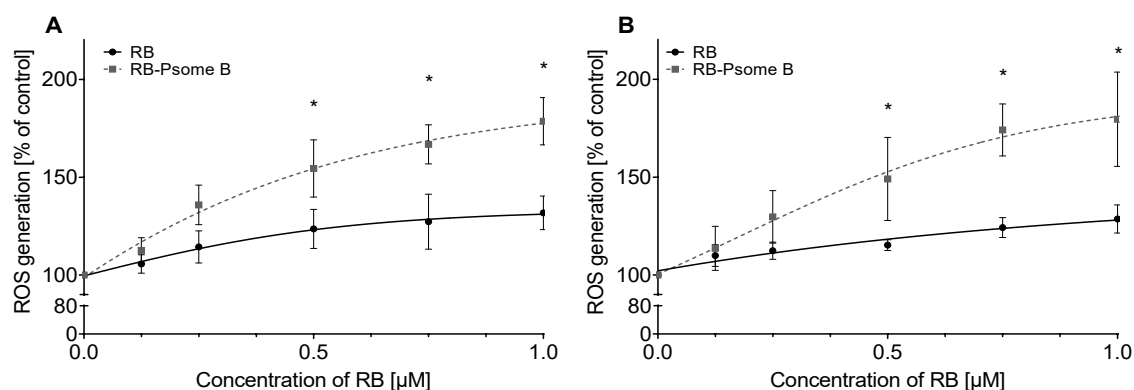 A
RB
RB-Psome B
ROS generation [% of control]
200
150
100
80
0
* * *
0.0 0.5 1.0
Concentration of RB [µM]
B
RB
RB-Psome B
ROS generation [% of control]
200
150
100
80
0
* * *
0.0 0.5 1.0
Concentration of RB [µM]